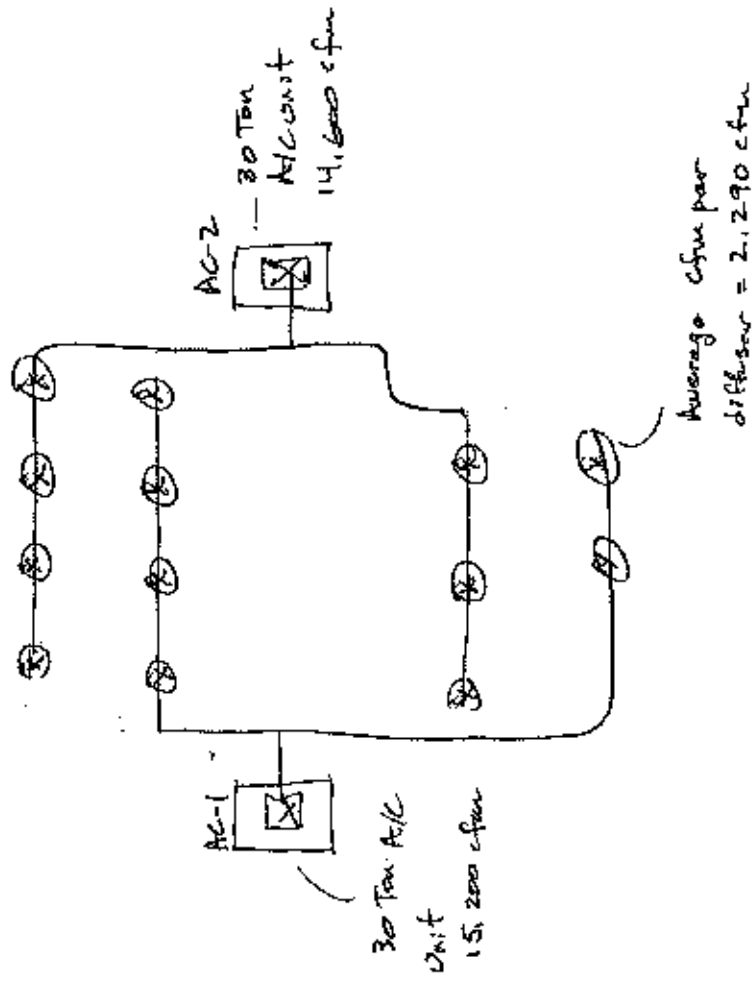 AC-1
30 Ton A/C
Unit
15,200 cfm
AC-2
30 Ton
A/C Unit
14,600 cfm
Average cfm per
diffuser = 2,290 cfm